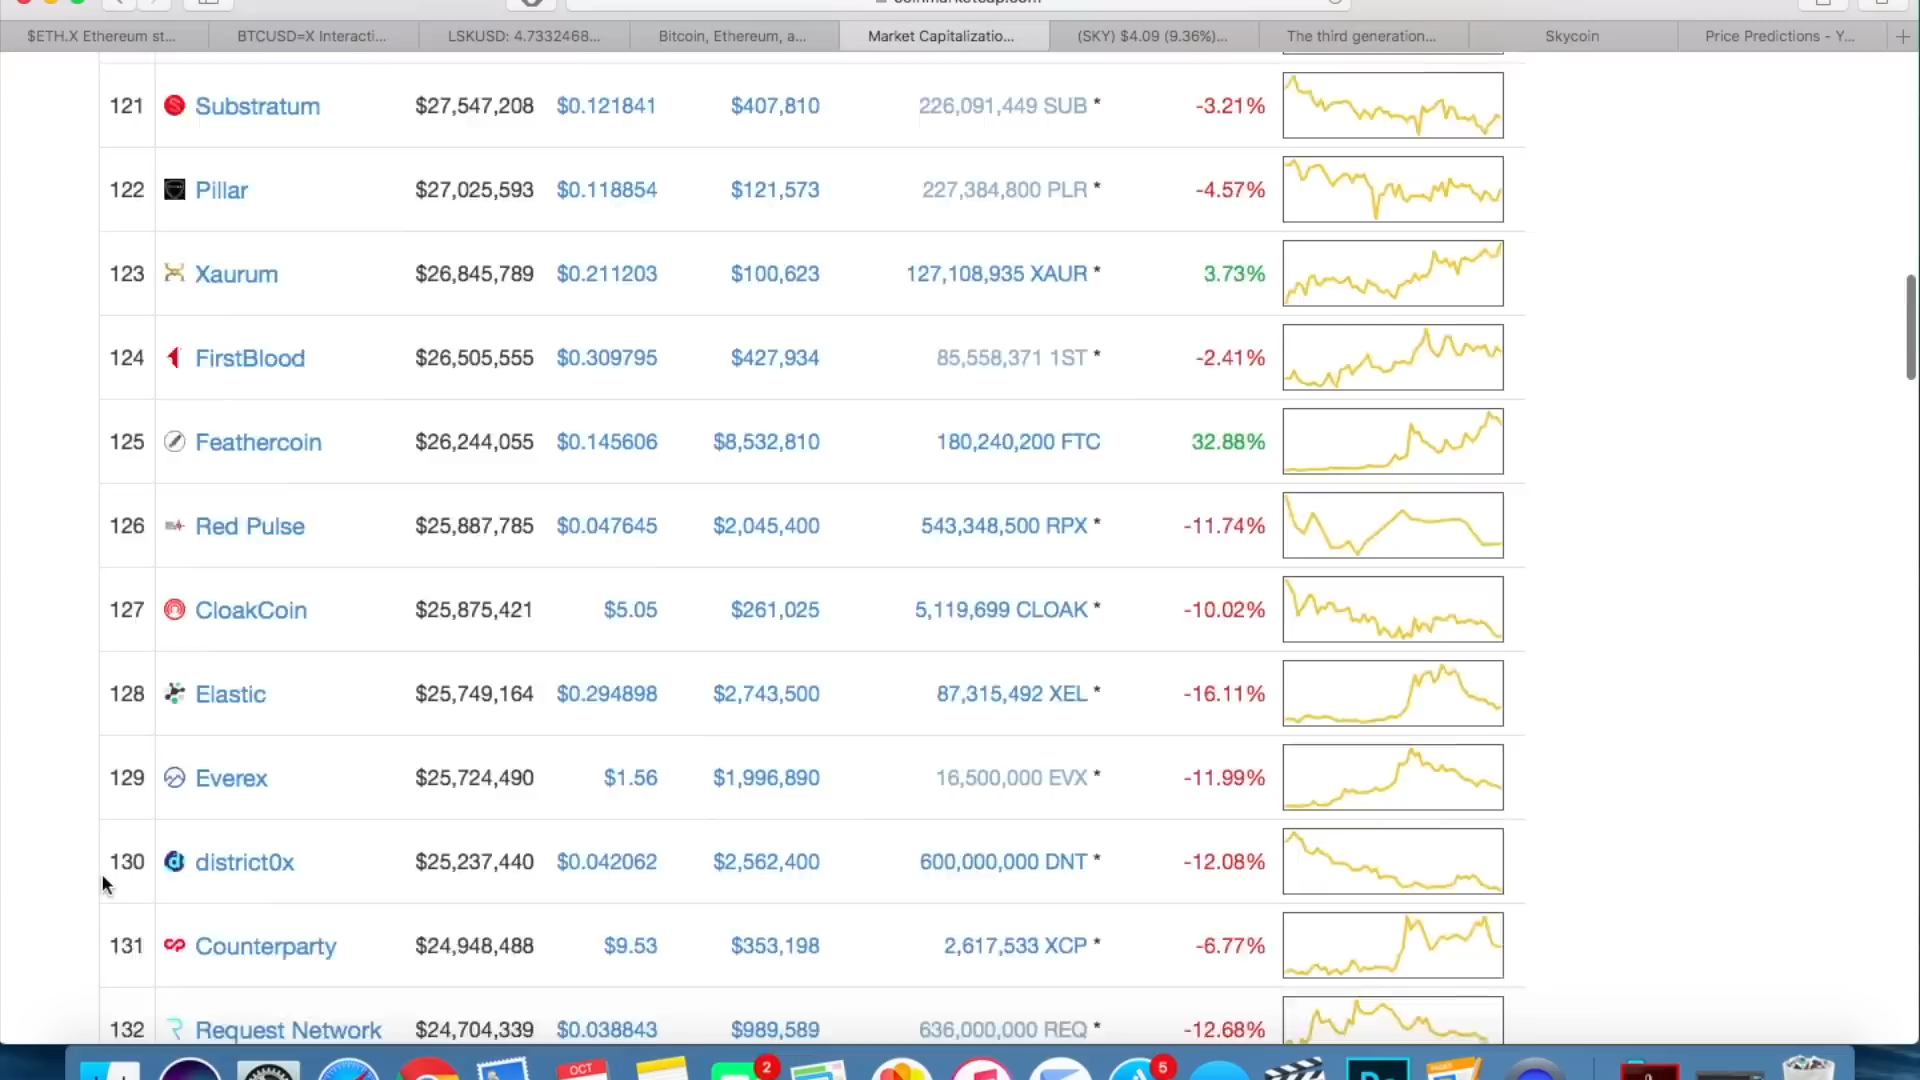 $ETH.X Ethereum st... BTCUSD=X Interacti... LSKUSD: 4.7332468... Bitcoin, Ethereum, a... Market Capitalizatio... (SKY) $4.09 (9.36%)... The third generation... Skycoin Price Predictions - Y...
121 Substratum $27,547,208 $0.121841 $407,810 226,091,449 SUB * -3.21%
122 Pillar $27,025,593 $0.118854 $121,573 227,384,800 PLR * -4.57%
123 Xaurum $26,845,789 $0.211203 $100,623 127,108,935 XAUR * 3.73%
124 FirstBlood $26,505,555 $0.309795 $427,934 85,558,371 1ST * -2.41%
125 Feathercoin $26,244,055 $0.145606 $8,532,810 180,240,200 FTC 32.88%
126 Red Pulse $25,887,785 $0.047645 $2,045,400 543,348,500 RPX * -11.74%
127 CloakCoin $25,875,421 $5.05 $261,025 5,119,699 CLOAK * -10.02%
128 Elastic $25,749,164 $0.294898 $2,743,500 87,315,492 XEL * -16.11%
129 Everex $25,724,490 $1.56 $1,996,890 16,500,000 EVX * -11.99%
130 district0x $25,237,440 $0.042062 $2,562,400 600,000,000 DNT * -12.08%
131 Counterparty $24,948,488 $9.53 $353,198 2,617,533 XCP * -6.77%
132 Request Network $24,704,339 $0.038843 $989,589 636,000,000 REQ * -12.68%
OCT 2 5